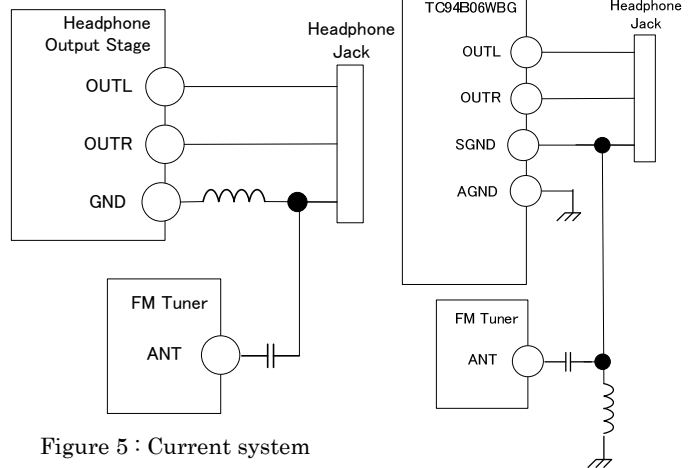 Headphone
Output Stage
OUTL
OUTR
GND
Headphone
Jack
FM Tuner
ANT
Figure 5 : Current system
TC94B06WBG
OUTL
OUTR
SGND
AGND
Headphone
Jack
FM Tuner
ANT